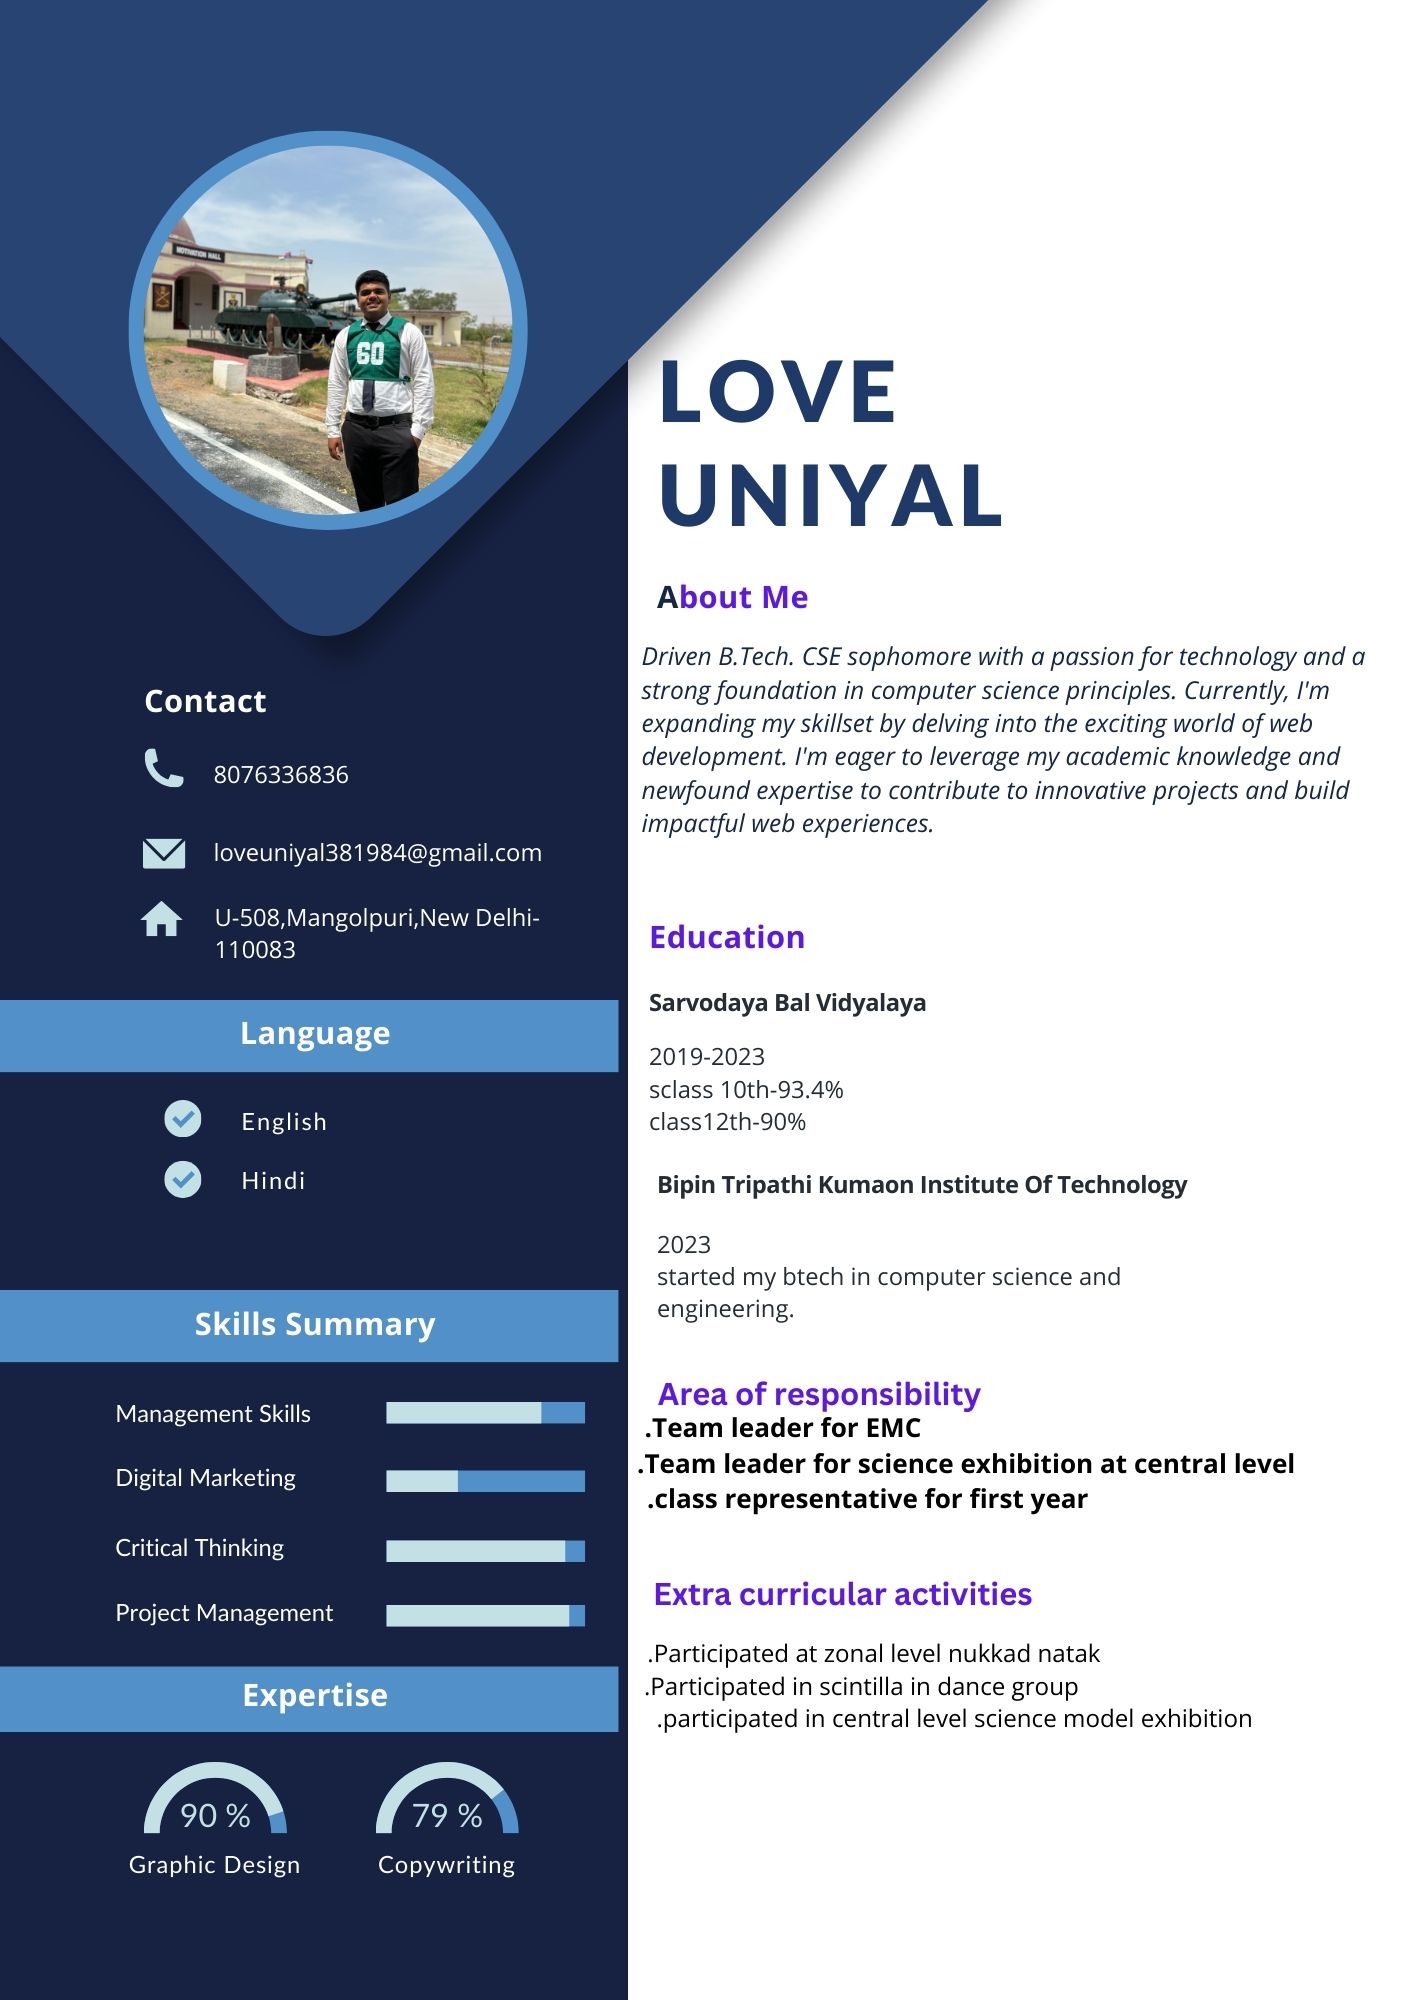 MOTIVATION HALL
60
LOVE
UNIYAL
Contact
8076336836
loveuniyal381984@gmail.com
U-508,Mangolpuri,New Delhi-
110083
Language
English
Hindi
Skills Summary
Management Skills
Digital Marketing
Critical Thinking
Project Management
Expertise
90 %
79 %
Graphic Design
Copywriting
About Me
Driven B.Tech. CSE sophomore with a passion for technology and a
strong foundation in computer science principles. Currently, I'm
expanding my skillset by delving into the exciting world of web
development. I'm eager to leverage my academic knowledge and
newfound expertise to contribute to innovative projects and build
impactful web experiences.
Education
Sarvodaya Bal Vidyalaya
2019-2023
sclass 10th-93.4%
class12th-90%
Bipin Tripathi Kumaon Institute Of Technology
2023
started my btech in computer science and
engineering.
Area of responsibility
.Team leader for EMC
.Team leader for science exhibition at central level
.class representative for first year
Extra curricular activities
.Participated at zonal level nukkad natak
.Participated in scintilla in dance group
.participated in central level science model exhibition